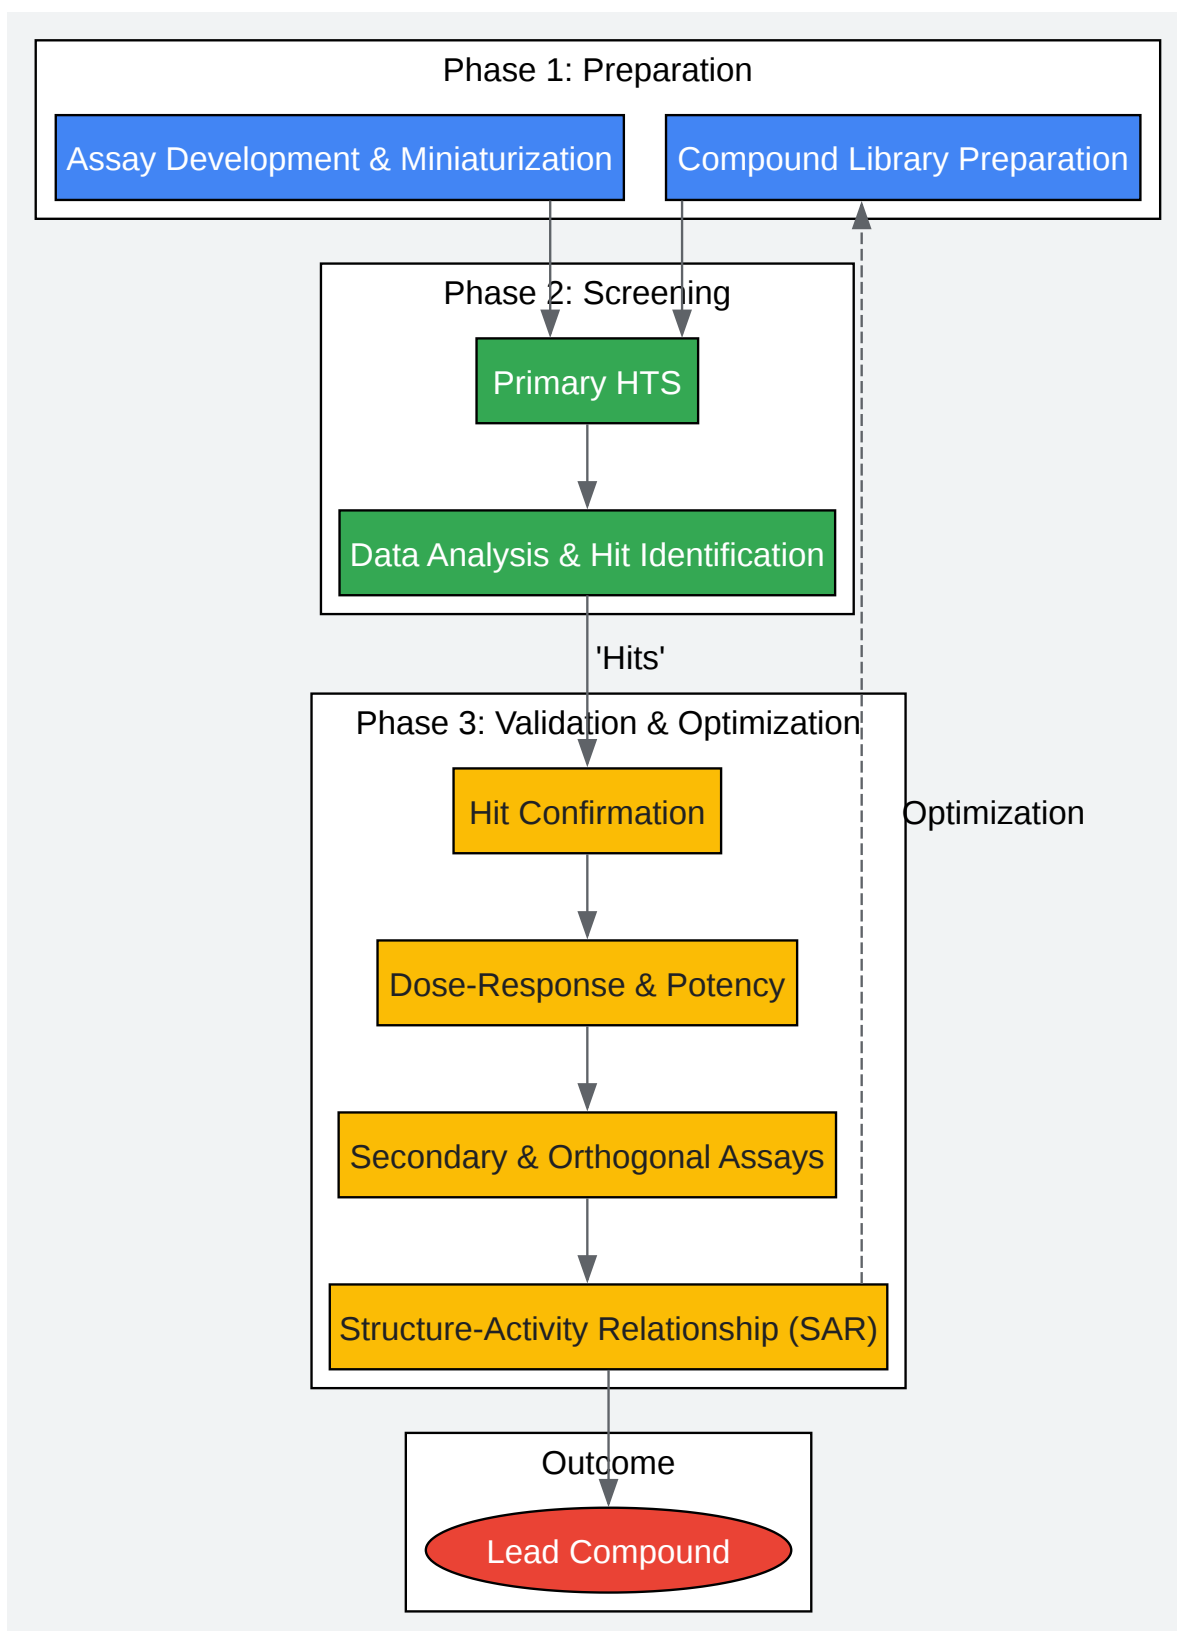 Phase 1: Preparation
Assay Development & Miniaturization
Compound Library Preparation
Phase 2: Screening
Primary HTS
Data Analysis & Hit Identification
'Hits'
Phase 3: Validation & Optimization
Hit Confirmation
Optimization
Dose-Response & Potency
Secondary & Orthogonal Assays
Structure-Activity Relationship (SAR)
Outcome
Lead Compound